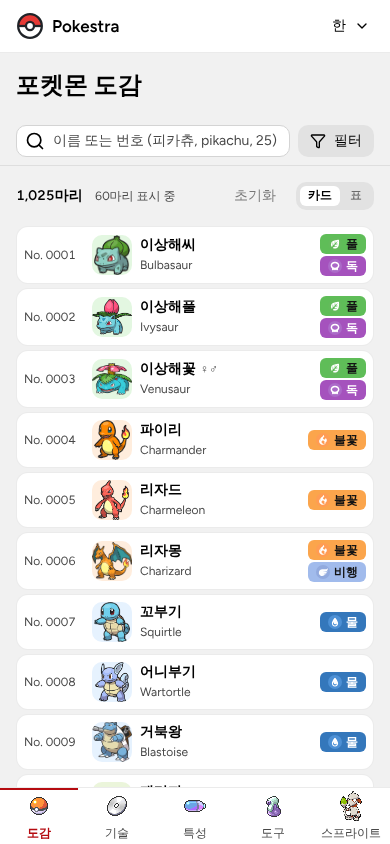 Pokestra
한
포켓몬 도감
이름 또는 번호 (피카츄, pikachu, 25)
필터
1,025마리 60마리 표시 중 초기화 카드 표
No. 0001
이상해씨
Bulbasaur
풀
독
No. 0002
이상해풀
Ivysaur
풀
독
No. 0003
이상해꽃 ♀♂
Venusaur
풀
독
No. 0004
파이리
Charmander
불꽃
No. 0005
리자드
Charmeleon
불꽃
No. 0006
리자몽
Charizard
불꽃
비행
No. 0007
꼬부기
Squirtle
물
No. 0008
어니부기
Wartortle
물
No. 0009
거북왕
Blastoise
물
도감 기술 특성 도구 스프라이트